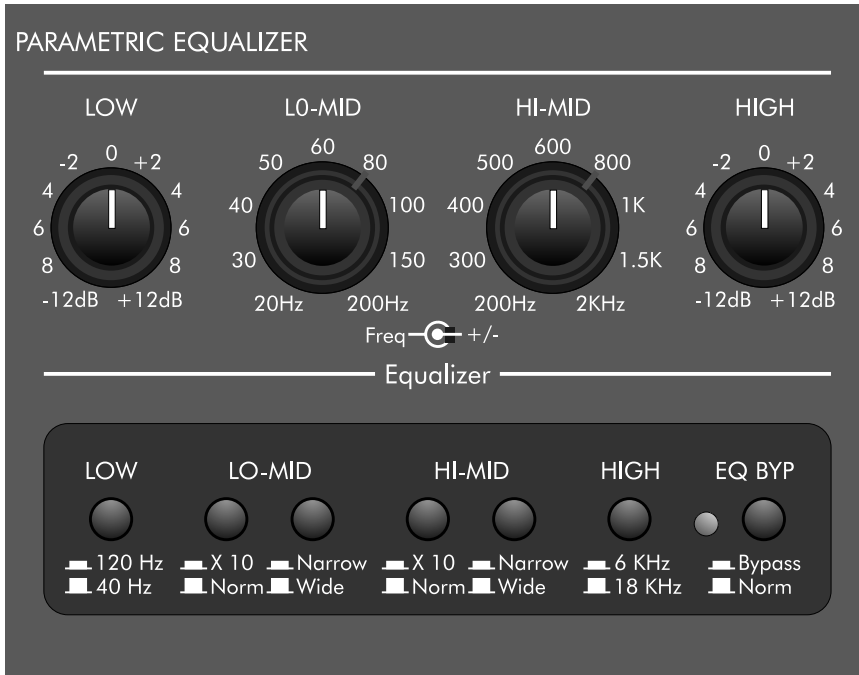 PARAMETRIC EQUALIZER
LOW L0-MID HI-MID HIGH
-2 0 +2 50 60 80 500 600 800 -2 0 +2
4 4 40 100 400 1K 4 4
6 6 6 6
8 8 30 150 300 1.5K 8 8
-12dB +12dB 20Hz 200Hz 200Hz 2KHz -12dB +12dB
Freq +/-
Equalizer
LOW LO-MID HI-MID HIGH EQ BYP
120 Hz X 10 Narrow X 10 Narrow 6 KHz Bypass
40 Hz Norm Wide Norm Wide 18 KHz Norm